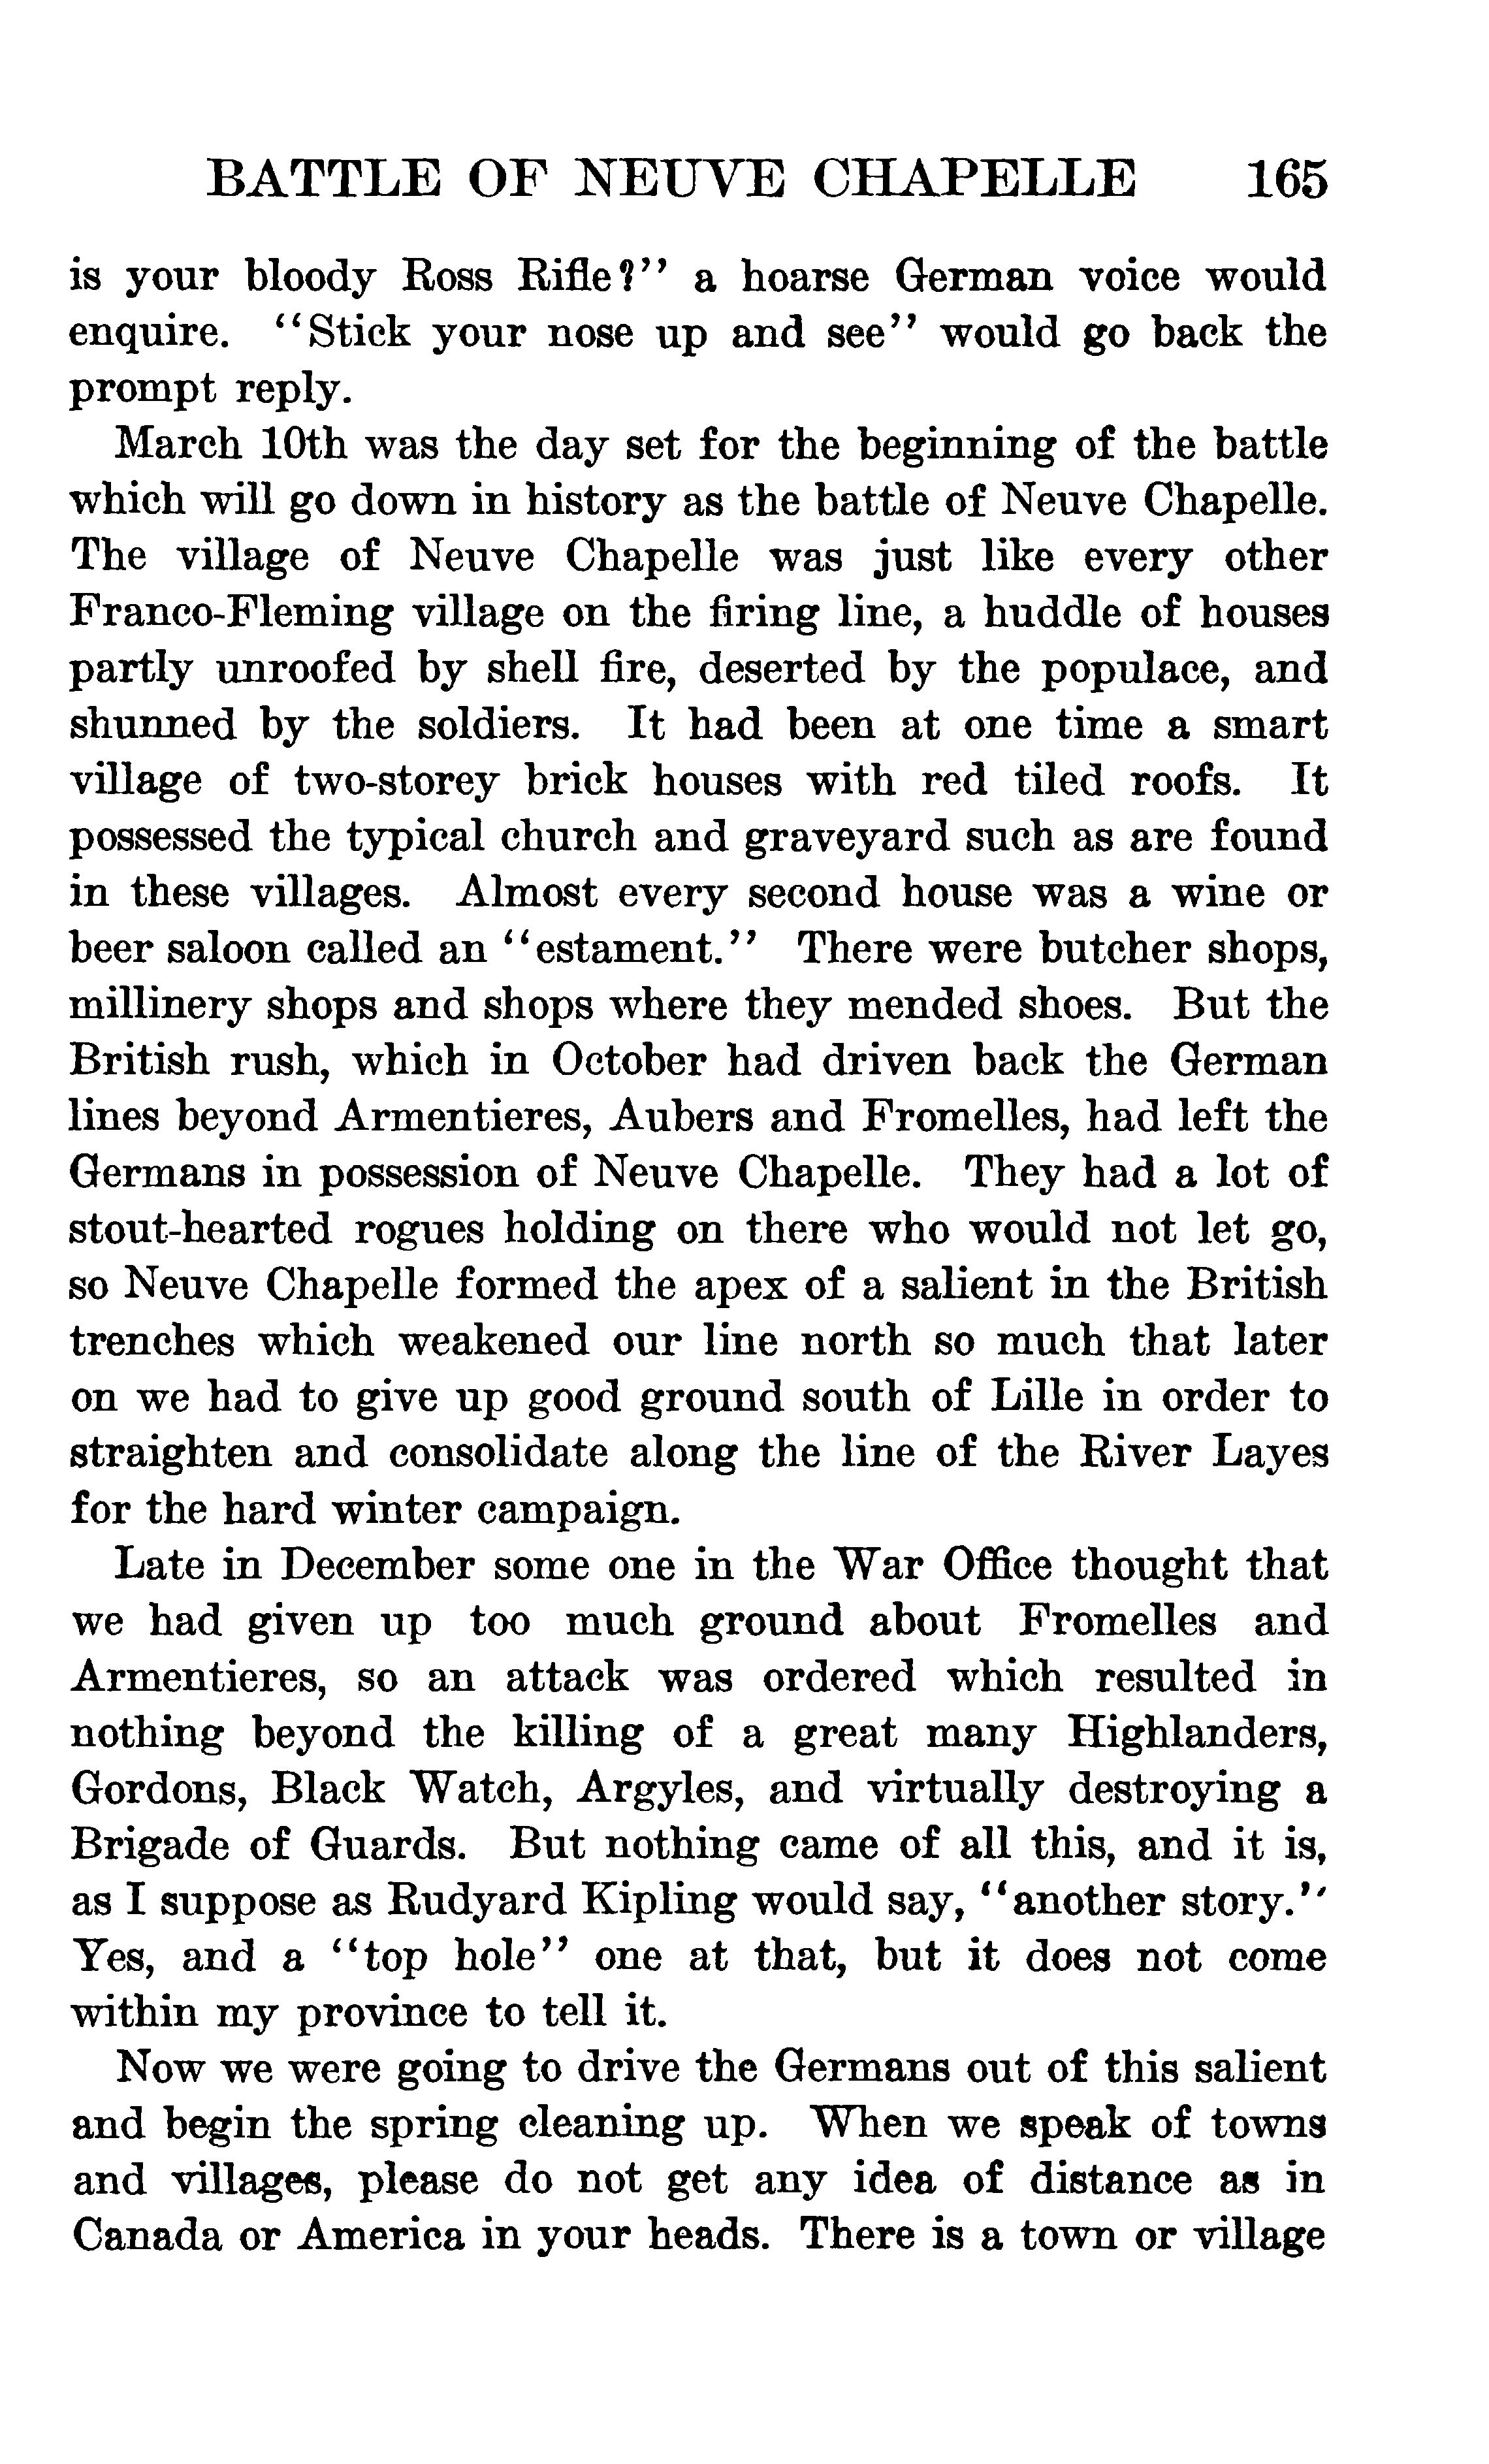 BATTLE OF NEUVE CHAPELLE 165
is your bloody Ross Rifle?" a hoarse German voice would
enquire. "Stick your nose up and see" would go back the
prompt reply.
March 10th was the day set for the beginning of the battle
which will go down in history as the battle of Neuve Chapelle.
The village of Neuve Chapelle was just like every other
Franco-Fleming village on the firing line, a huddle of houses
partly unroofed by shell fire, deserted by the populace, and
shunned by the soldiers. It had been at one time a smart
village of two-storey brick houses with red tiled roofs. It
possessed the typical church and graveyard such as are found
in these villages. Almost every second house was a wine or
beer saloon called an "estament." There were butcher shops,
millinery shops and shops where they mended shoes. But the
British rush, which in October had driven back the German
lines beyond Armentieres, Aubers and Fromelles, had left the
Germans in possession of Neuve Chapelle. They had a lot of
stout-hearted rogues holding on there who would not let go,
so Neuve Chapelle formed the apex of a salient in the British
trenches which weakened our line north so much that later
on we had to give up good ground south of Lille in order to
straighten and consolidate along the line of the River Layes
for the hard winter campaign.
Late in December some one in the War Office thought that
we had given up too much ground about Fromelles and
Armentieres, so an attack was ordered which resulted in
nothing beyond the killing of a great many Highlanders,
Gordons, Black Watch, Argyles, and virtually destroying a
Brigade of Guards. But nothing came of all this, and it is,
as I suppose as Rudyard Kipling would say, "another story."
Yes, and a "top hole" one at that, but it does not come
within my province to tell it.
Now we were going to drive the Germans out of this salient
and begin the spring cleaning up. When we speak of towns
and villages, please do not get any idea of distance as in
Canada or America in your heads. There is a town or village